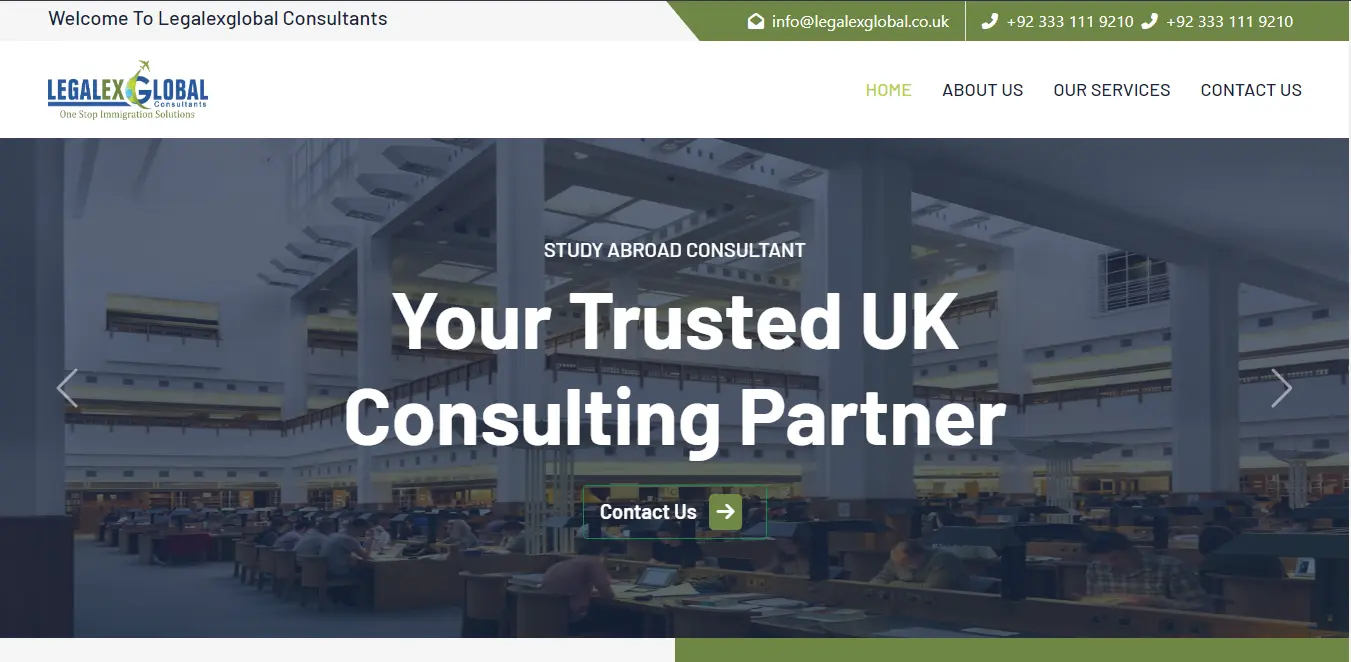 Welcome To Legalexglobal Consultants
info@legalexglobal.co.uk
+92 333 111 9210
+92 333 111 9210
LEGALEX GLOBAL
Consultants
One Stop Immigration Solutions
HOME
ABOUT US
OUR SERVICES
CONTACT US
STUDY ABROAD CONSULTANT
Your Trusted UK
Consulting Partner
Contact Us